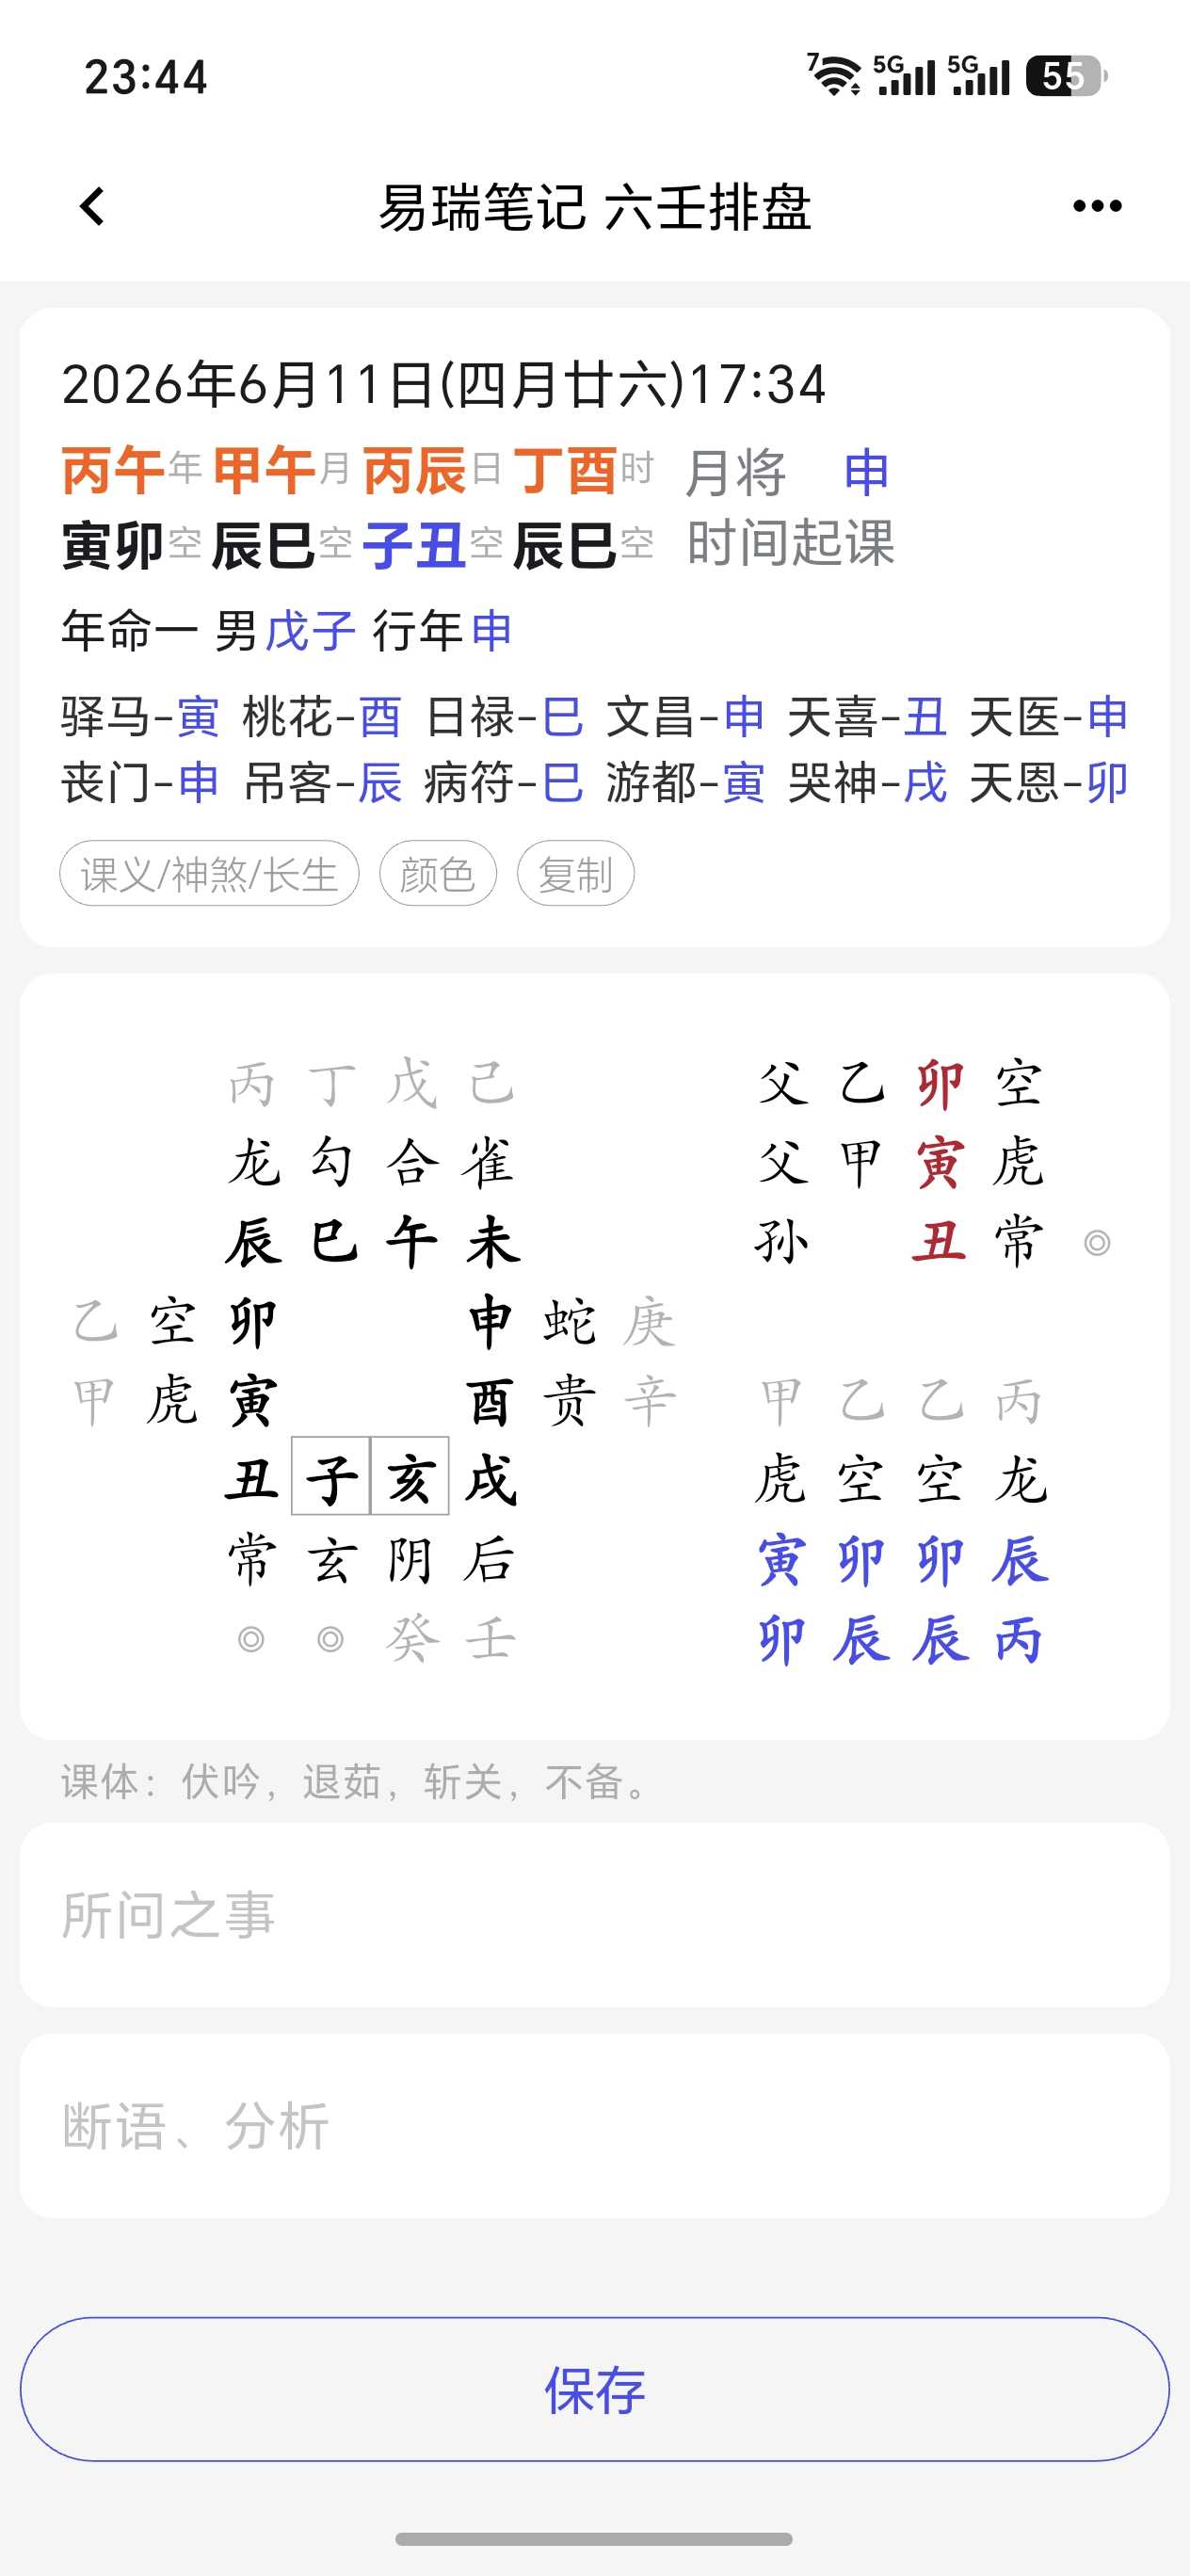 23:44
7 5G 5G 55
易瑞笔记 六壬排盘
2026年6月11日(四月廿六)17:34
丙午年 甲午月 丙辰日 丁酉时 月将 申
寅卯空 辰巳空 子丑空 辰巳空 时间起课
年命一 男戊子 行年申
驿马-寅 桃花-酉 日禄-巳 文昌-申 天喜-丑 天医-申
丧门-申 吊客-辰 病符-巳 游都-寅 哭神-戌 天恩-卯
课义/神煞/长生 颜色 复制
丙 丁 戊 己 父 乙 卯 空
龙 勾 合 雀 父 甲 寅 虎
辰 巳 午 未 孙 丑 常 ◎
乙 空 卯 申 蛇 庚
甲 虎 寅 酉 贵 辛 甲 乙 乙 丙
丑 子 亥 戌 虎 空 空 龙
常 玄 阴 后 寅 卯 卯 辰
◎ ◎ 癸 壬 卯 辰 辰 丙
课体：伏吟，退茹，斩关，不备。
所问之事
断语、分析
保存